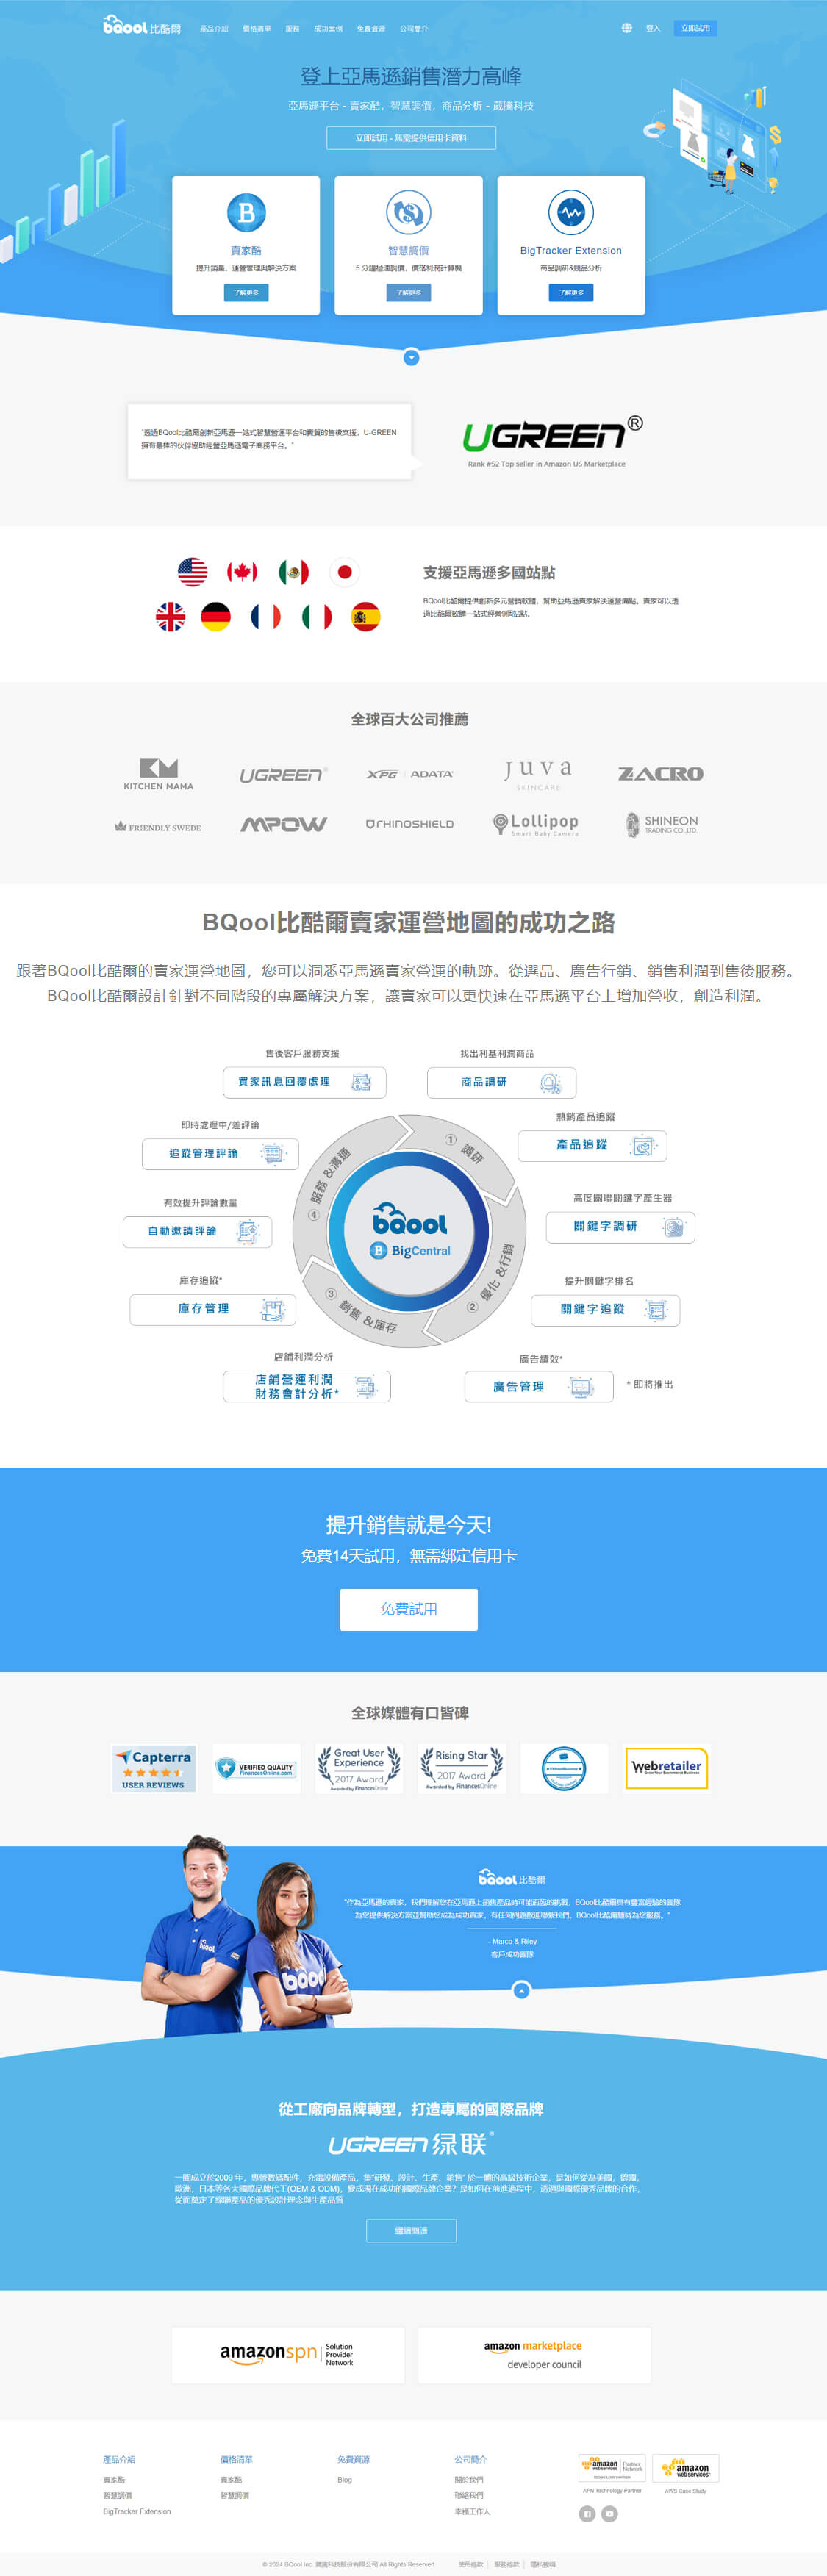 bqool 比酷爾 產品介紹 價格清單 服務 成功案例 免費資源 公司簡介 登入 立即試用
登上亞馬遜銷售潛力高峰
亞馬遜平台 - 賣家酷, 智慧調價, 商品分析 - 葳騰科技
立即試用 - 無需提供信用卡資料
賣家酷
提升銷量、運營管理與解決方案
了解更多
智慧調價
5 分鐘極速調價, 價格利潤計算機
了解更多
BigTracker Extension
商品調研&競品分析
了解更多
"透過BQool比酷爾創新亞馬遜一站式智慧營運平台和優質的售後支援, U-GREEN
擁有最棒的伙伴協助經營亞馬遜電子商務平台。"
UGREEN®
Rank #52 Top seller in Amazon US Marketplace
支援亞馬遜多國站點
BQool比酷爾提供創新多元營銷軟體, 幫助亞馬遜賣家解決運營痛點。賣家可以透
過比酷爾軟體一站式經營9個站點。
全球百大公司推薦
KM
KITCHEN MAMA
UGREEN®
XPG ADATA
Juva
SKINCARE
ZACRO
FRIENDLY SWEDE
MPOW
RHINOSHIELD
Lollipop
Smart Baby Camera
SHINEON
TRADING CO.,LTD.
BQool比酷爾賣家運營地圖的成功之路
跟著BQool比酷爾的賣家運營地圖, 您可以洞悉亞馬遜賣家營運的軌跡。從選品、廣告行銷、銷售利潤到售後服務。
BQool比酷爾設計針對不同階段的專屬解決方案, 讓賣家可以更快速在亞馬遜平台上增加營收, 創造利潤。
售後客戶服務支援
買家訊息回覆處理
找出利基利潤商品
商品調研
即時處理中/差評論
追蹤管理評論
熱銷產品追蹤
產品追蹤
有效提升評論數量
自動邀請評論
高度關聯關鍵字產生器
關鍵字調研
庫存追蹤*
庫存管理
提升關鍵字排名
關鍵字追蹤
店鋪利潤分析
店鋪營運利潤
財務會計分析*
廣告績效*
廣告管理
* 即將推出
① 調研
② 優化 &行銷
③ 銷售 &庫存
④ 服務 &溝通
bqool
B BigCentral
提升銷售就是今天!
免費14天試用, 無需綁定信用卡
免費試用
全球媒體有口皆碑
Capterra
USER REVIEWS
VERIFIED QUALITY
FinancesOnline.com
Great User
Experience
2017 Award
Awarded by FinancesOnline
Rising Star
2017 Award
Awarded by FinancesOnline
Webretailer
Grow Your Ecommerce Business
bqool
bqool
bqool 比酷爾
"作為亞馬遜的賣家, 我們理解您在亞馬遜上銷售產品時可能面臨的挑戰, BQool比酷爾具有豐富經驗的團隊
為您提供解決方案並幫助您成為成功賣家。有任何問題歡迎聯繫我們, BQool比酷爾隨時為您服務。"
- Marco & Riley
客戶成功團隊
從工廠向品牌轉型, 打造專屬的國際品牌
UGREEN 绿联®
一間成立於2009 年, 專營數碼配件、充電設備產品, 集"研發、設計、生產、銷售" 於一體的高級技術企業, 是如何從為美國, 德國,
歐洲, 日本等各大國際品牌代工(OEM & ODM), 變成現在成功的國際品牌企業? 是如何在前進過程中, 透過與國際優秀品牌的合作,
從而奠定了綠聯產品的優秀設計理念與生產品質
繼續閱讀
amazonspn Solution
Provider
Network
amazon marketplace
developer council
產品介紹
賣家酷
智慧調價
BigTracker Extension
價格清單
賣家酷
智慧調價
免費資源
Blog
公司簡介
關於我們
聯絡我們
幸福工作人
amazon webservices Partner Network
TECHNOLOGY PARTNER
APN Technology Partner
amazon webservices
AWS Case Study
© 2024 BQool Inc. 葳騰科技股份有限公司 All Rights Reserved. 使用條款 服務條款 隱私聲明